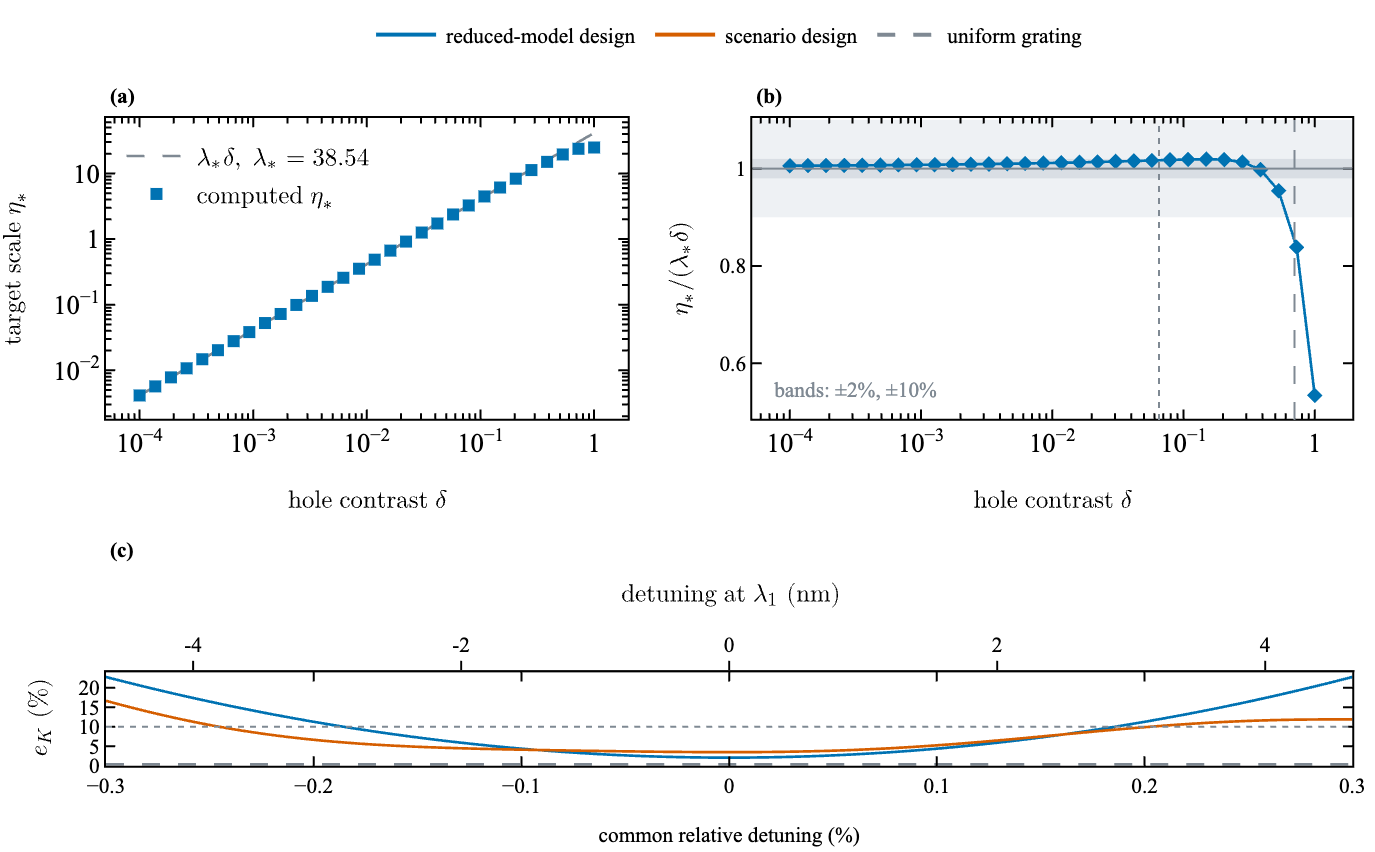 reduced-model design scenario design uniform grating
(a)
λ*δ, λ* = 38.54
computed η*
target scale η*
10
1
10⁻¹
10⁻²
10⁻⁴ 10⁻³ 10⁻² 10⁻¹ 1
hole contrast δ
(b)
η*/(λ*δ)
1
0.8
0.6
bands: ±2%, ±10%
10⁻⁴ 10⁻³ 10⁻² 10⁻¹ 1
hole contrast δ
(c)
detuning at λ₁ (nm)
-4 -2 0 2 4
e_K (%)
20
15
10
5
0
−0.3 −0.2 −0.1 0 0.1 0.2 0.3
common relative detuning (%)